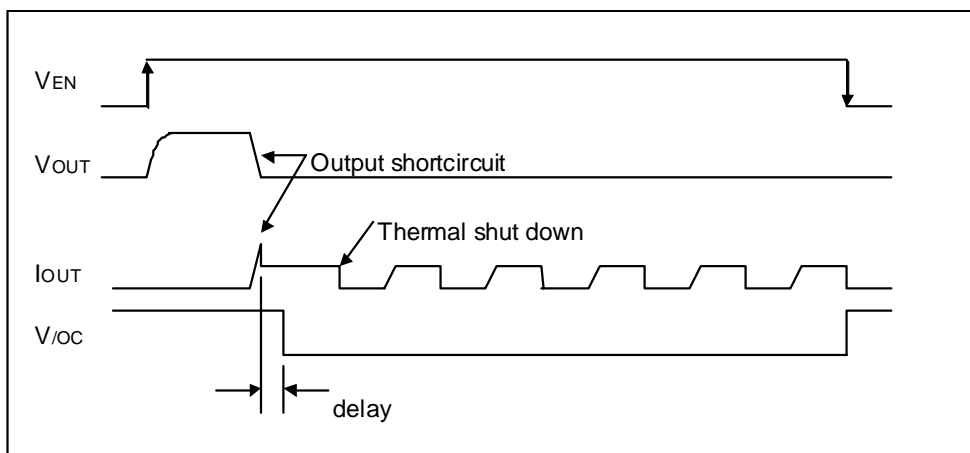 VEN
VOUT
Output shortcircuit
Thermal shut down
IOUT
V/OC
delay